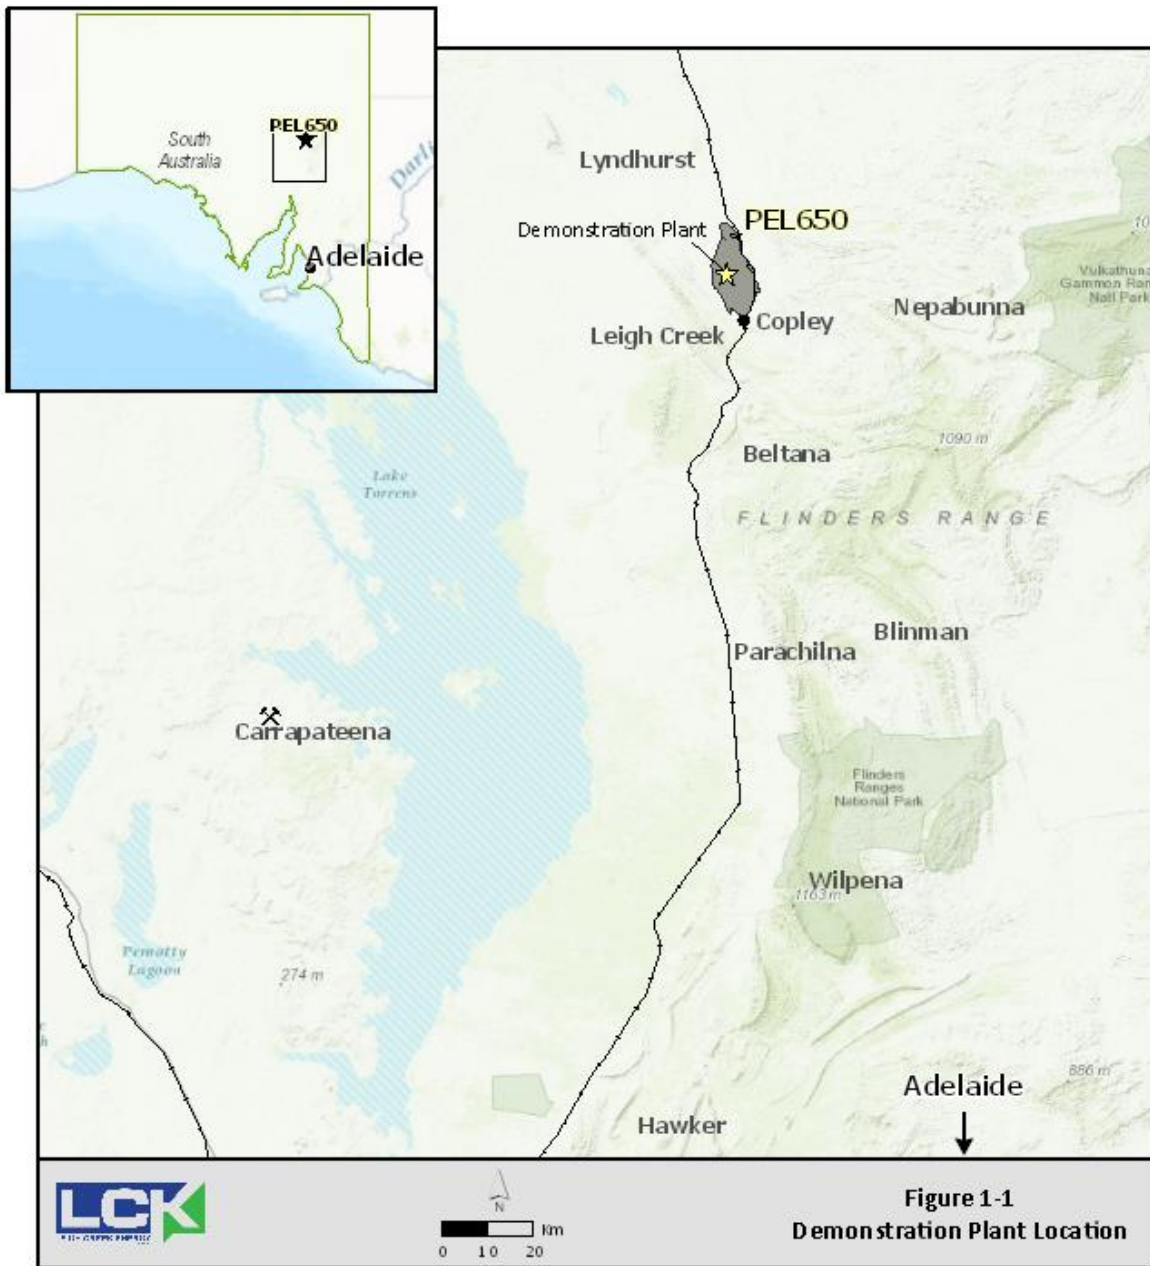 PEL650
South
Australia
Adelaide
Lyndhurst
PEL650
Demonstration Plant
Vulkathuna
Gammon Ran
Natl Park
Nepabunna
Copley
Leigh Creek
Beltana
1090 m
Lake
Torrens
FLINDERS RANGE
Blinman
Parachilna
Carrapateena
Flinders
Ranges
National Park
Wilpena
1163 m
Pernatty
Lagoon
274 m
886 m
Adelaide
Hawker
LCK
N
Km
0 10 20
Figure 1-1
Demonstration Plant Location